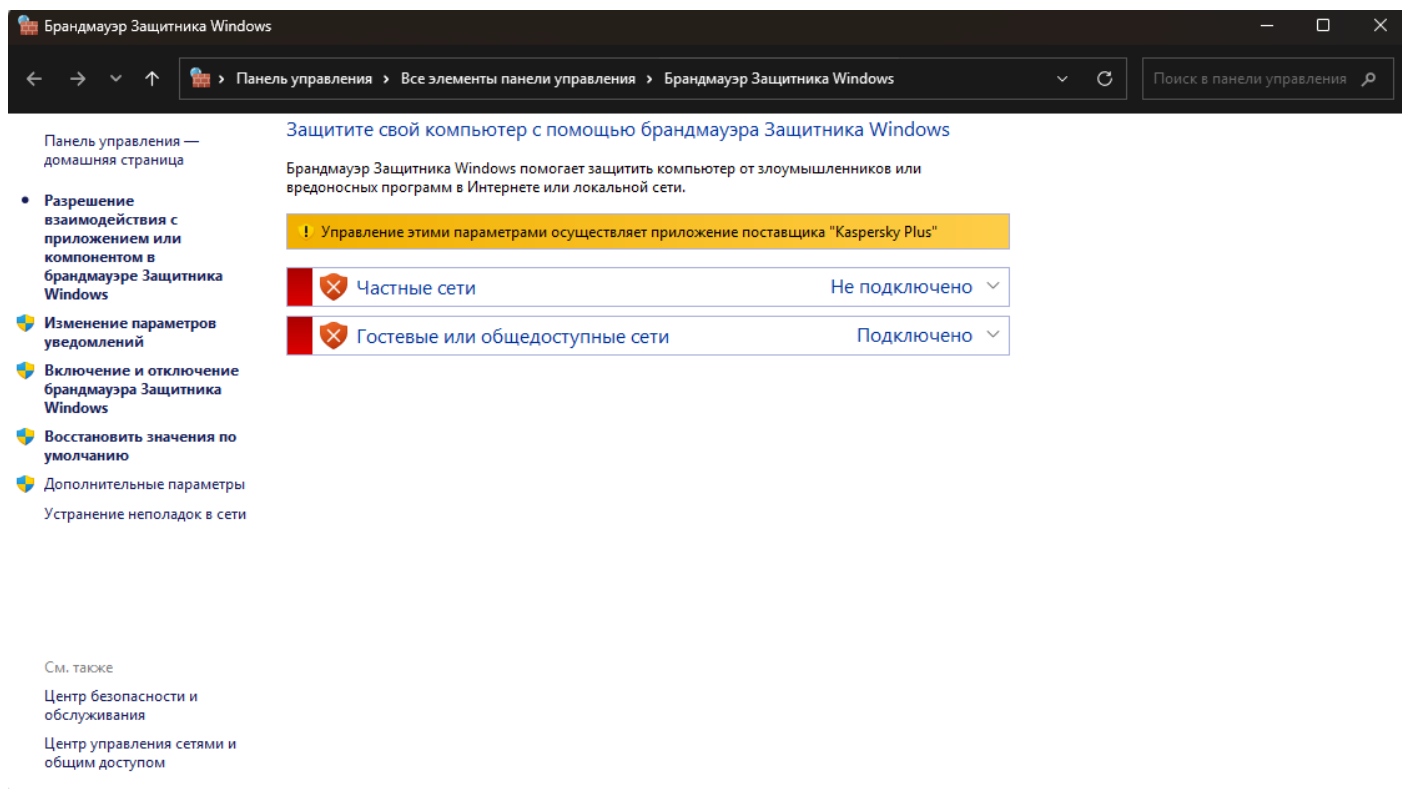 Брандмауэр Защитника Windows
Панель управления › Все элементы панели управления › Брандмауэр Защитника Windows
Поиск в панели управления
Панель управления —
домашняя страница
Разрешение
взаимодействия с
приложением или
компонентом в
брандмауэре Защитника
Windows
Изменение параметров
уведомлений
Включение и отключение
брандмауэра Защитника
Windows
Восстановить значения по
умолчанию
Дополнительные параметры
Устранение неполадок в сети
См. также
Центр безопасности и
обслуживания
Центр управления сетями и
общим доступом
Защитите свой компьютер с помощью брандмауэра Защитника Windows
Брандмауэр Защитника Windows помогает защитить компьютер от злоумышленников или
вредоносных программ в Интернете или локальной сети.
Управление этими параметрами осуществляет приложение поставщика "Kaspersky Plus"
Частные сети Не подключено
Гостевые или общедоступные сети Подключено